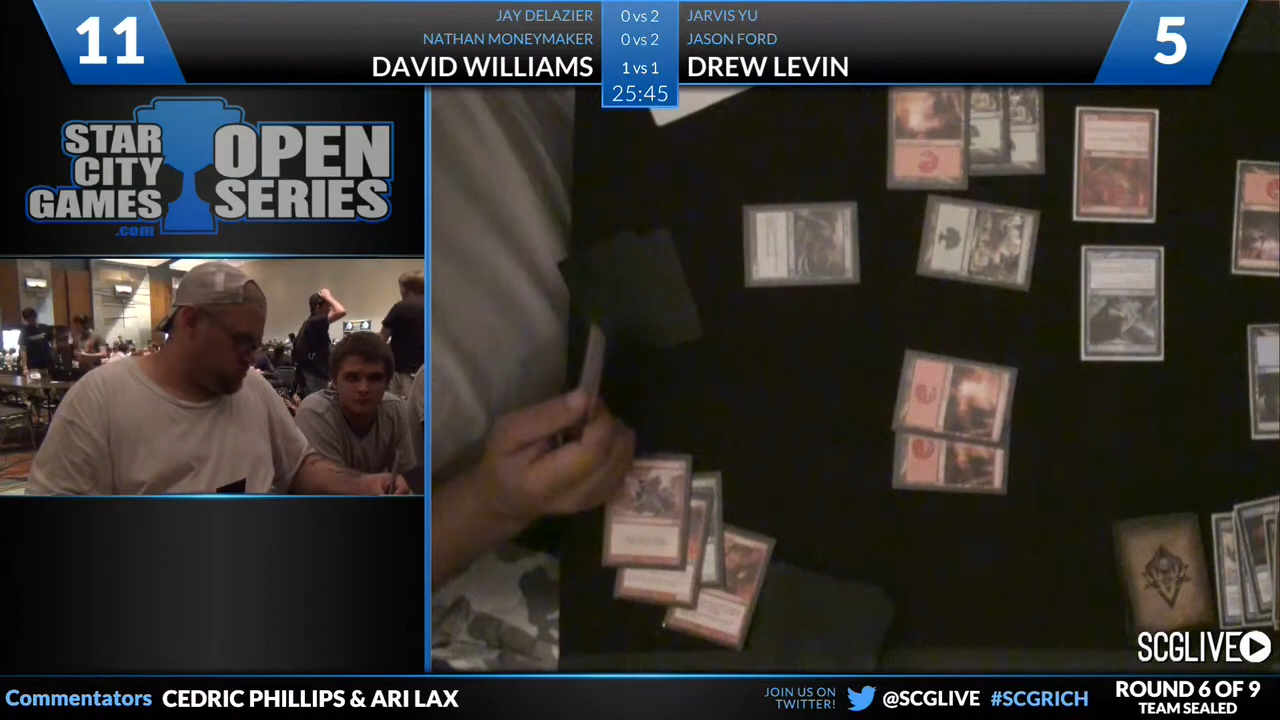 11
JAY DELAZIER 0 vs 2 JARVIS YU
NATHAN MONEYMAKER 0 vs 2 JASON FORD
DAVID WILLIAMS 1 vs 1 DREW LEVIN
25:45
5
STAR
CITY
GAMES
.com
OPEN
SERIES
SCGLIVE
Commentators CEDRIC PHILLIPS & ARI LAX
JOIN US ON
TWITTER!
@SCGLIVE #SCGRICH
ROUND 6 OF 9
TEAM SEALED